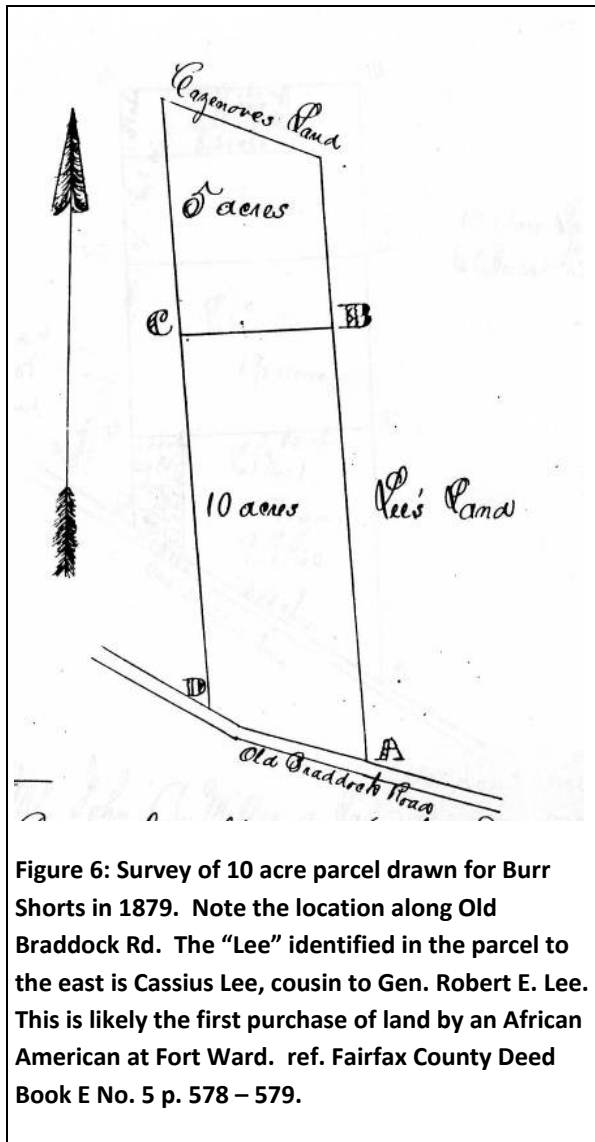 Cazenoves Land
5 acres
C
B
10 acres
Lee's Land
D
A
Old Braddock Road
Figure 6: Survey of 10 acre parcel drawn for Burr
Shorts in 1879. Note the location along Old
Braddock Rd. The “Lee” identified in the parcel to
the east is Cassius Lee, cousin to Gen. Robert E. Lee.
This is likely the first purchase of land by an African
American at Fort Ward. ref. Fairfax County Deed
Book E No. 5 p. 578 – 579.